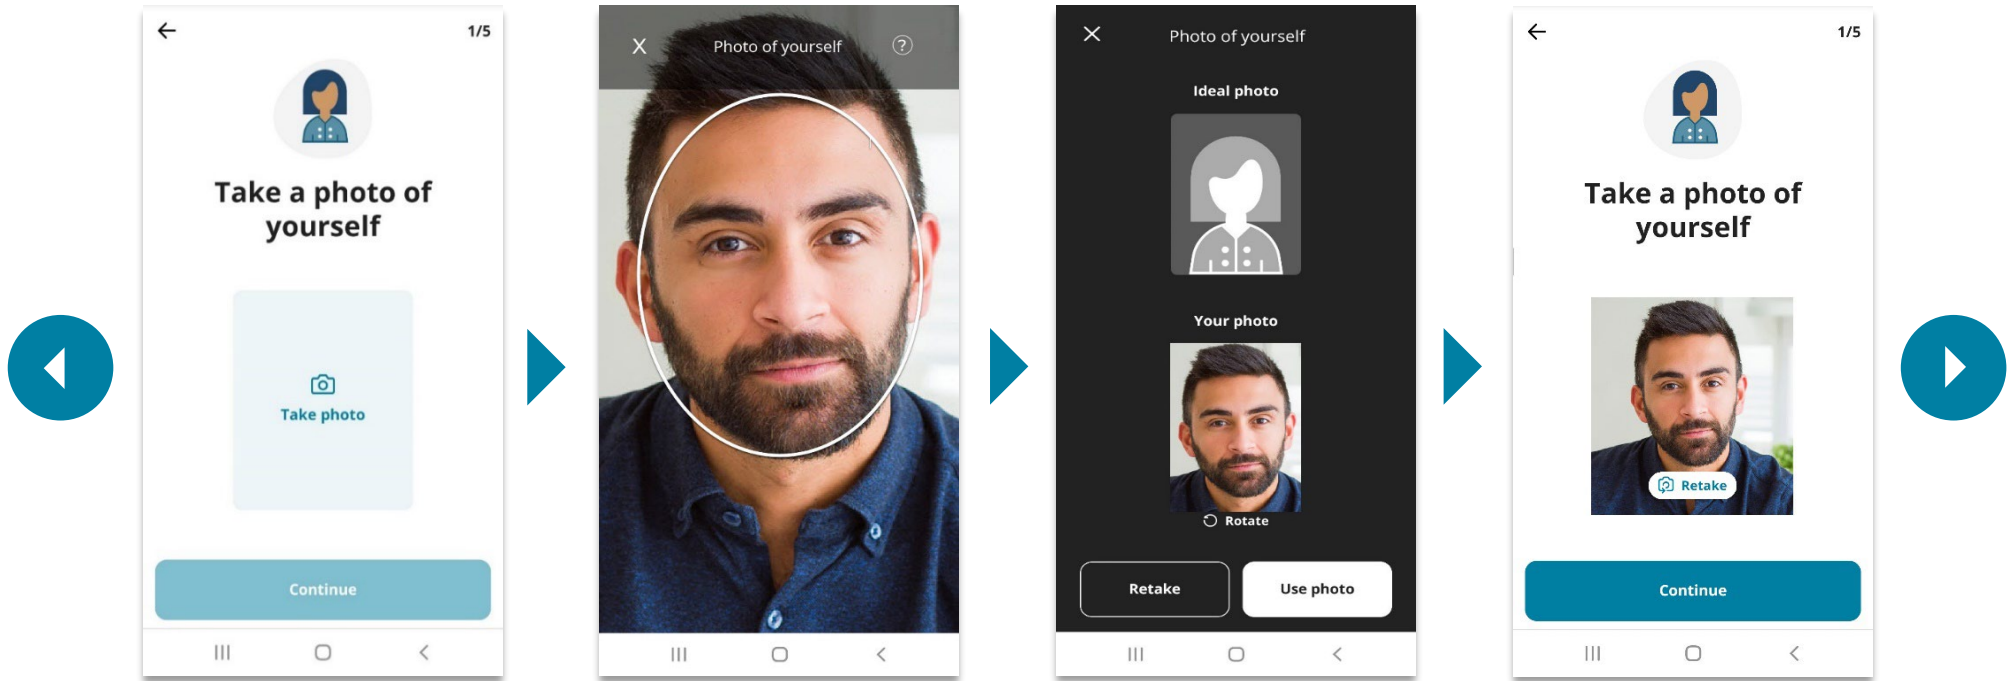 1/5
Take a photo of
yourself
Take photo
Continue
X Photo of yourself ?
Photo of yourself
Ideal photo
Your photo
Rotate
Retake Use photo
1/5
Take a photo of
yourself
Retake
Continue